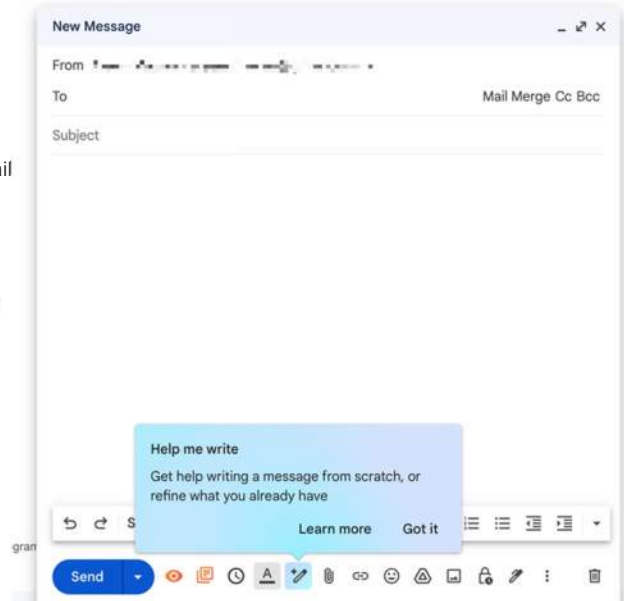 New Message
From
To
Mail Merge Cc Bcc
Subject
Help me write
Get help writing a message from scratch, or
refine what you already have
Learn more
Got it
S
A
Send